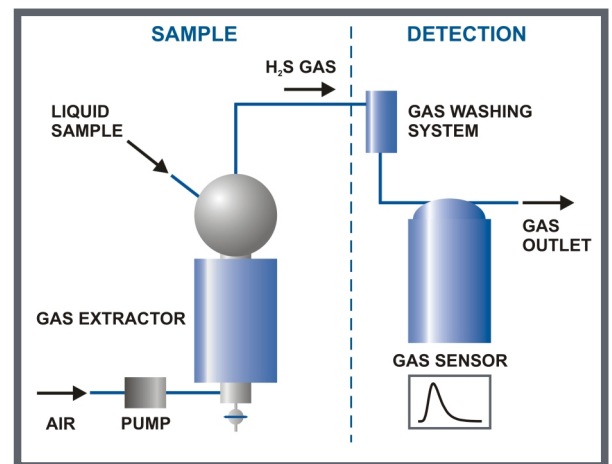 SAMPLE
DETECTION
H₂S GAS
LIQUID
SAMPLE
GAS WASHING
SYSTEM
GAS
OUTLET
GAS EXTRACTOR
GAS SENSOR
AIR
PUMP